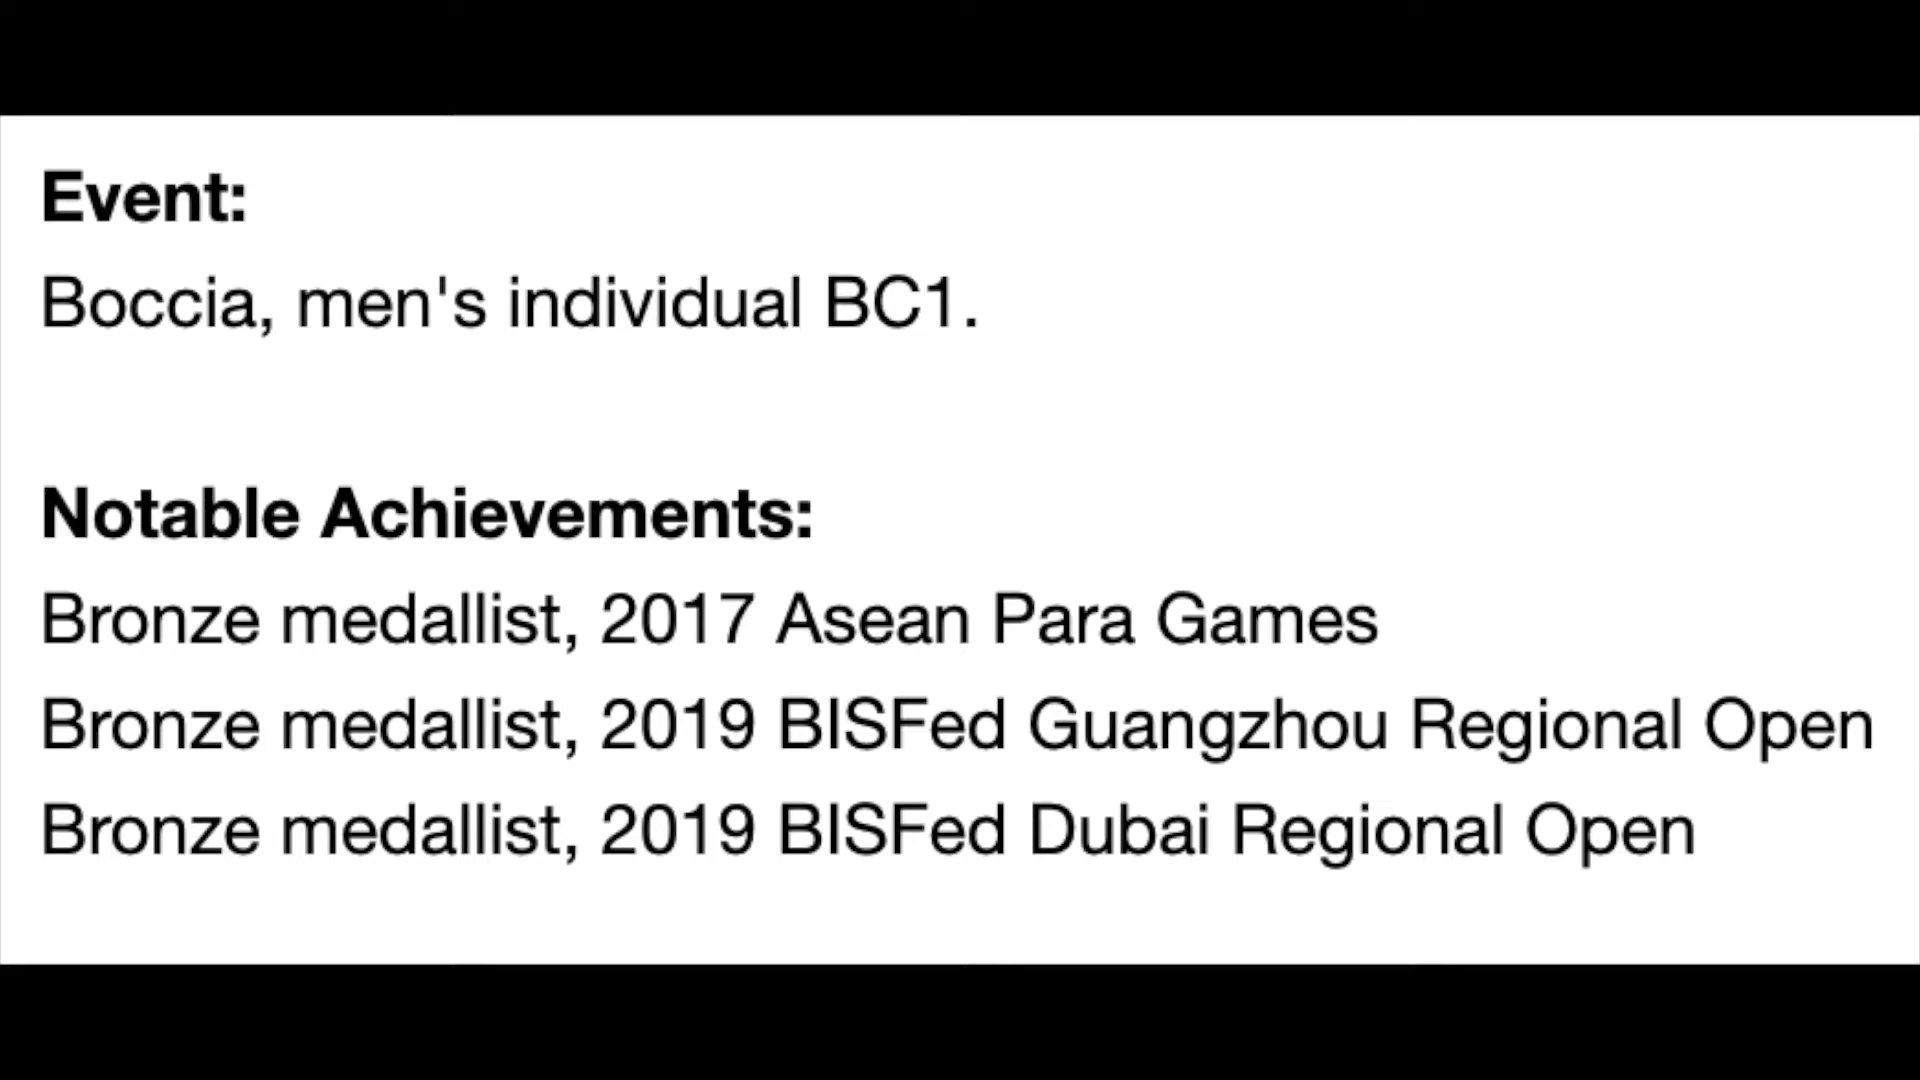 Event:
Boccia, men's individual BC1.
Notable Achievements:
Bronze medallist, 2017 Asean Para Games
Bronze medallist, 2019 BISFed Guangzhou Regional Open
Bronze medallist, 2019 BISFed Dubai Regional Open